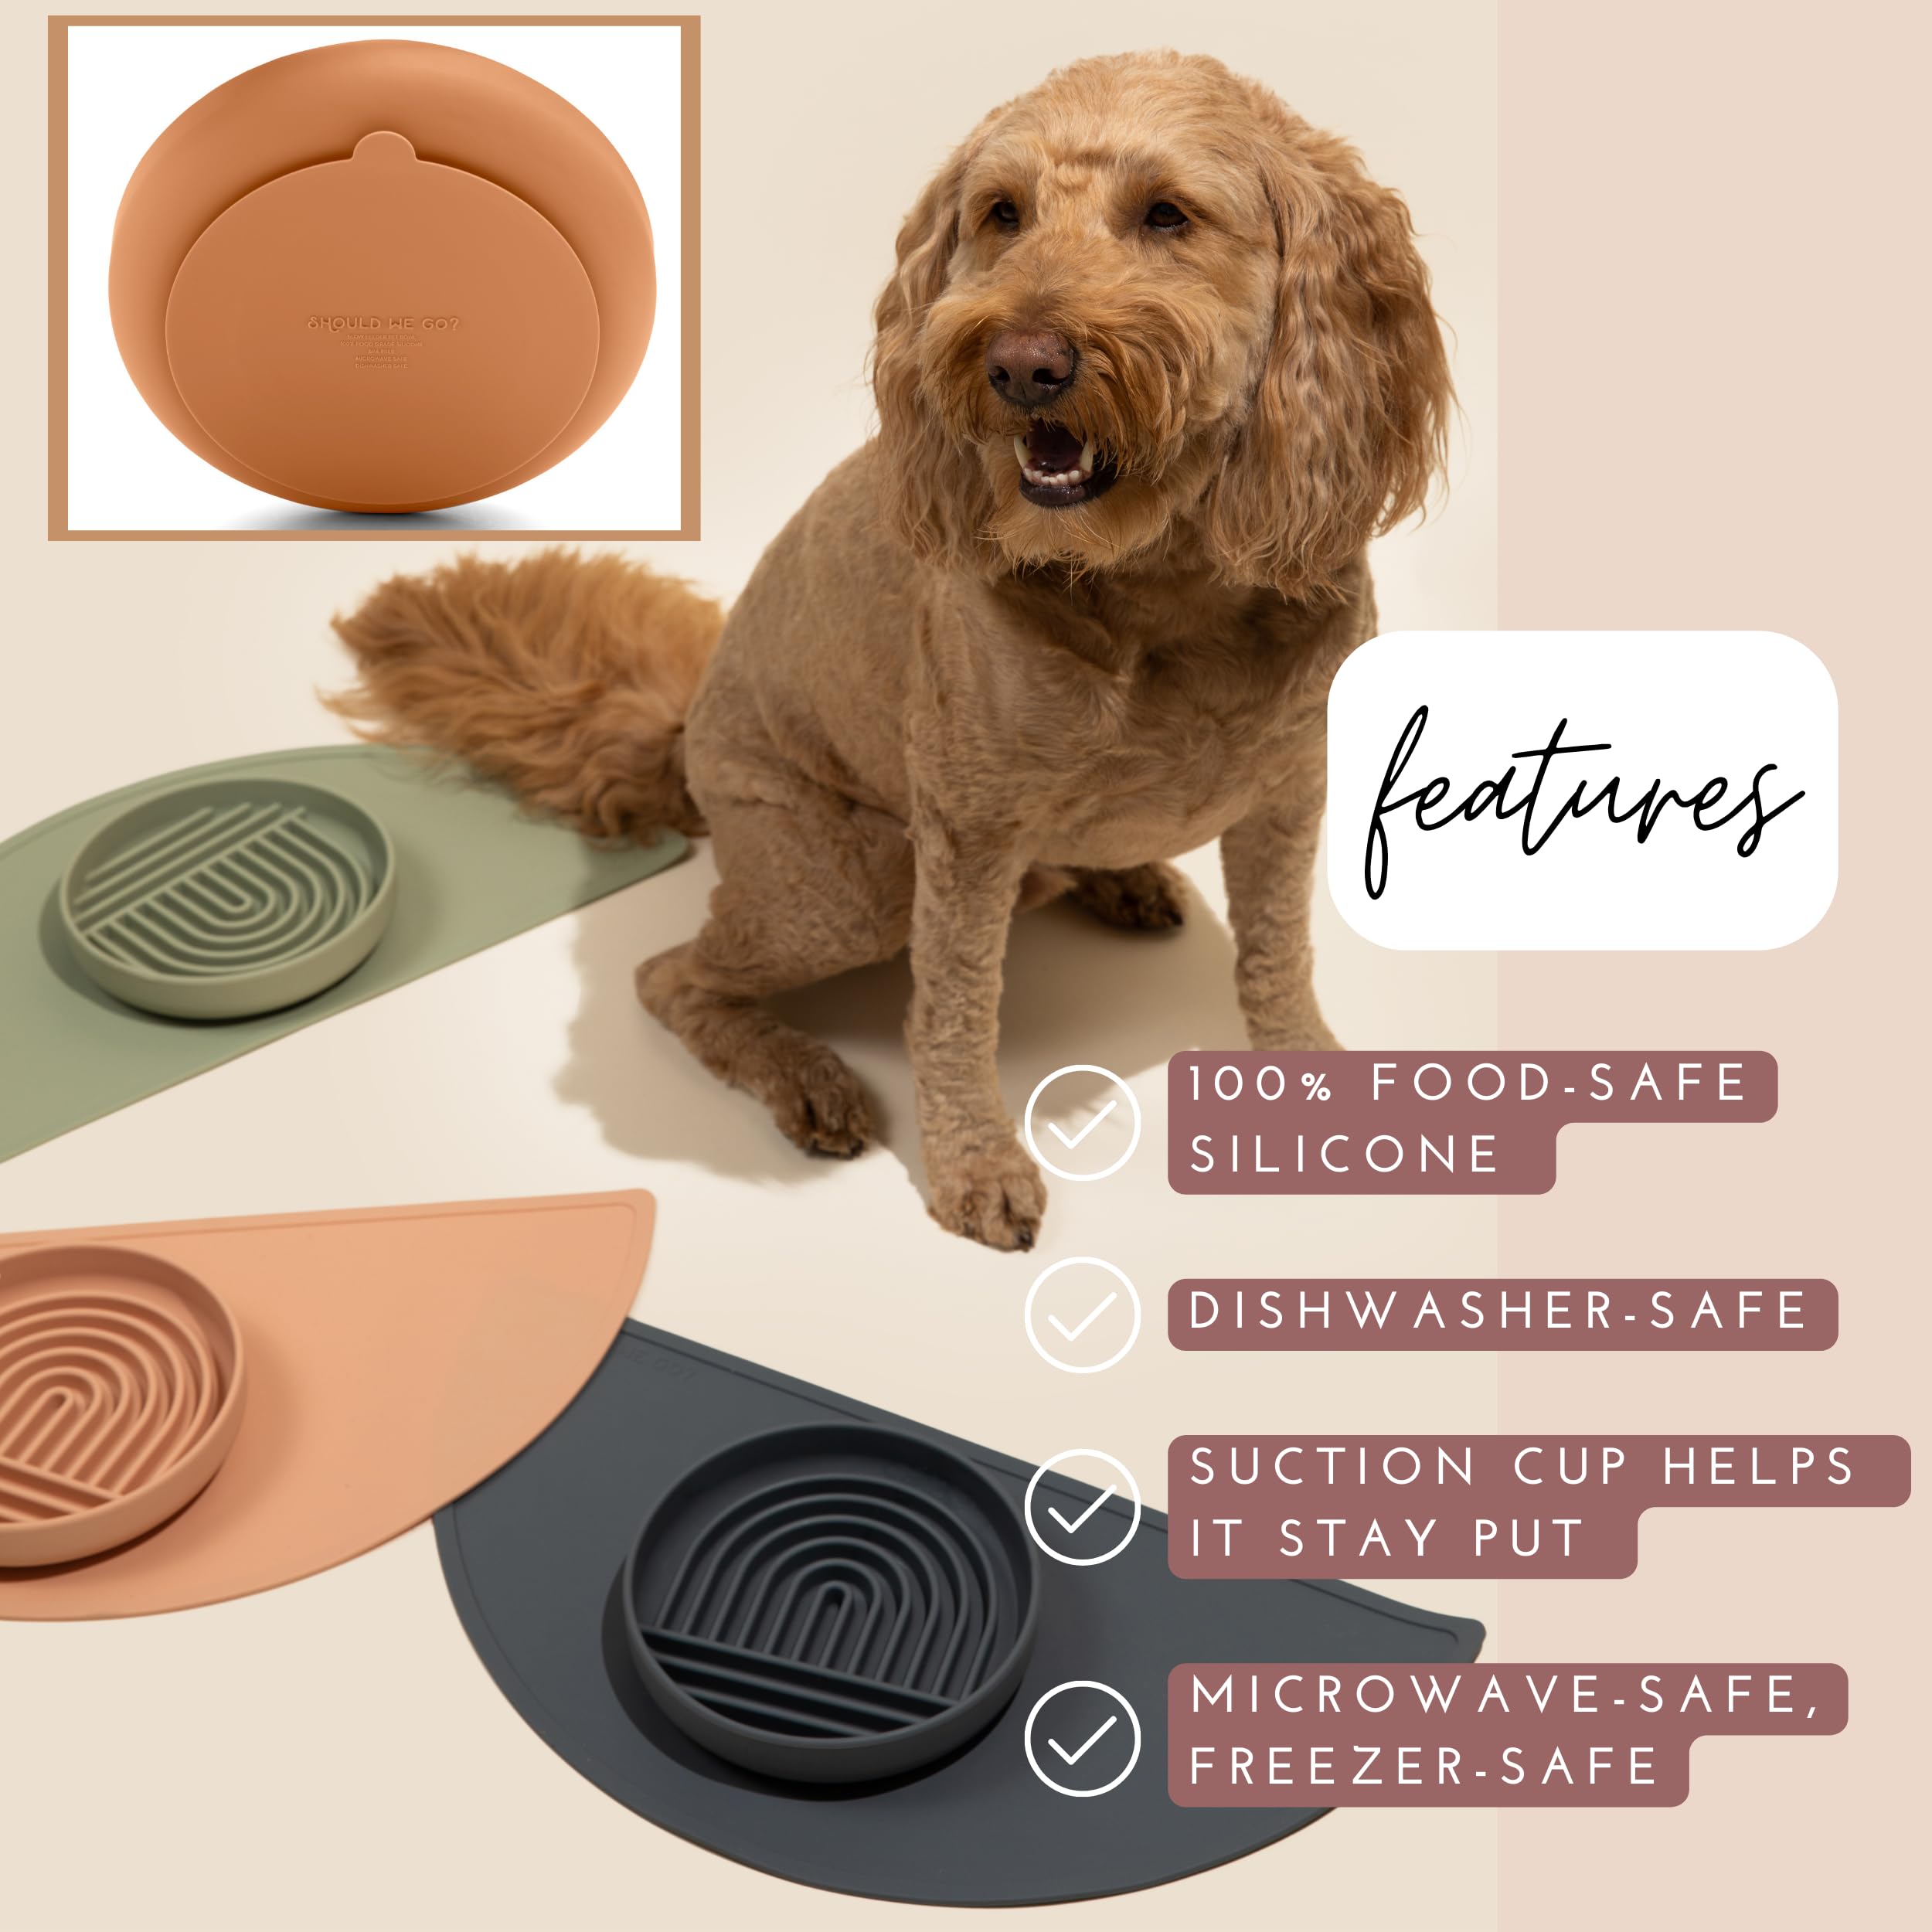 SHOULD WE GO?
features
100% FOOD-SAFE
SILICONE
DISHWASHER-SAFE
SUCTION CUP HELPS
IT STAY PUT
MICROWAVE-SAFE,
FREEZER-SAFE